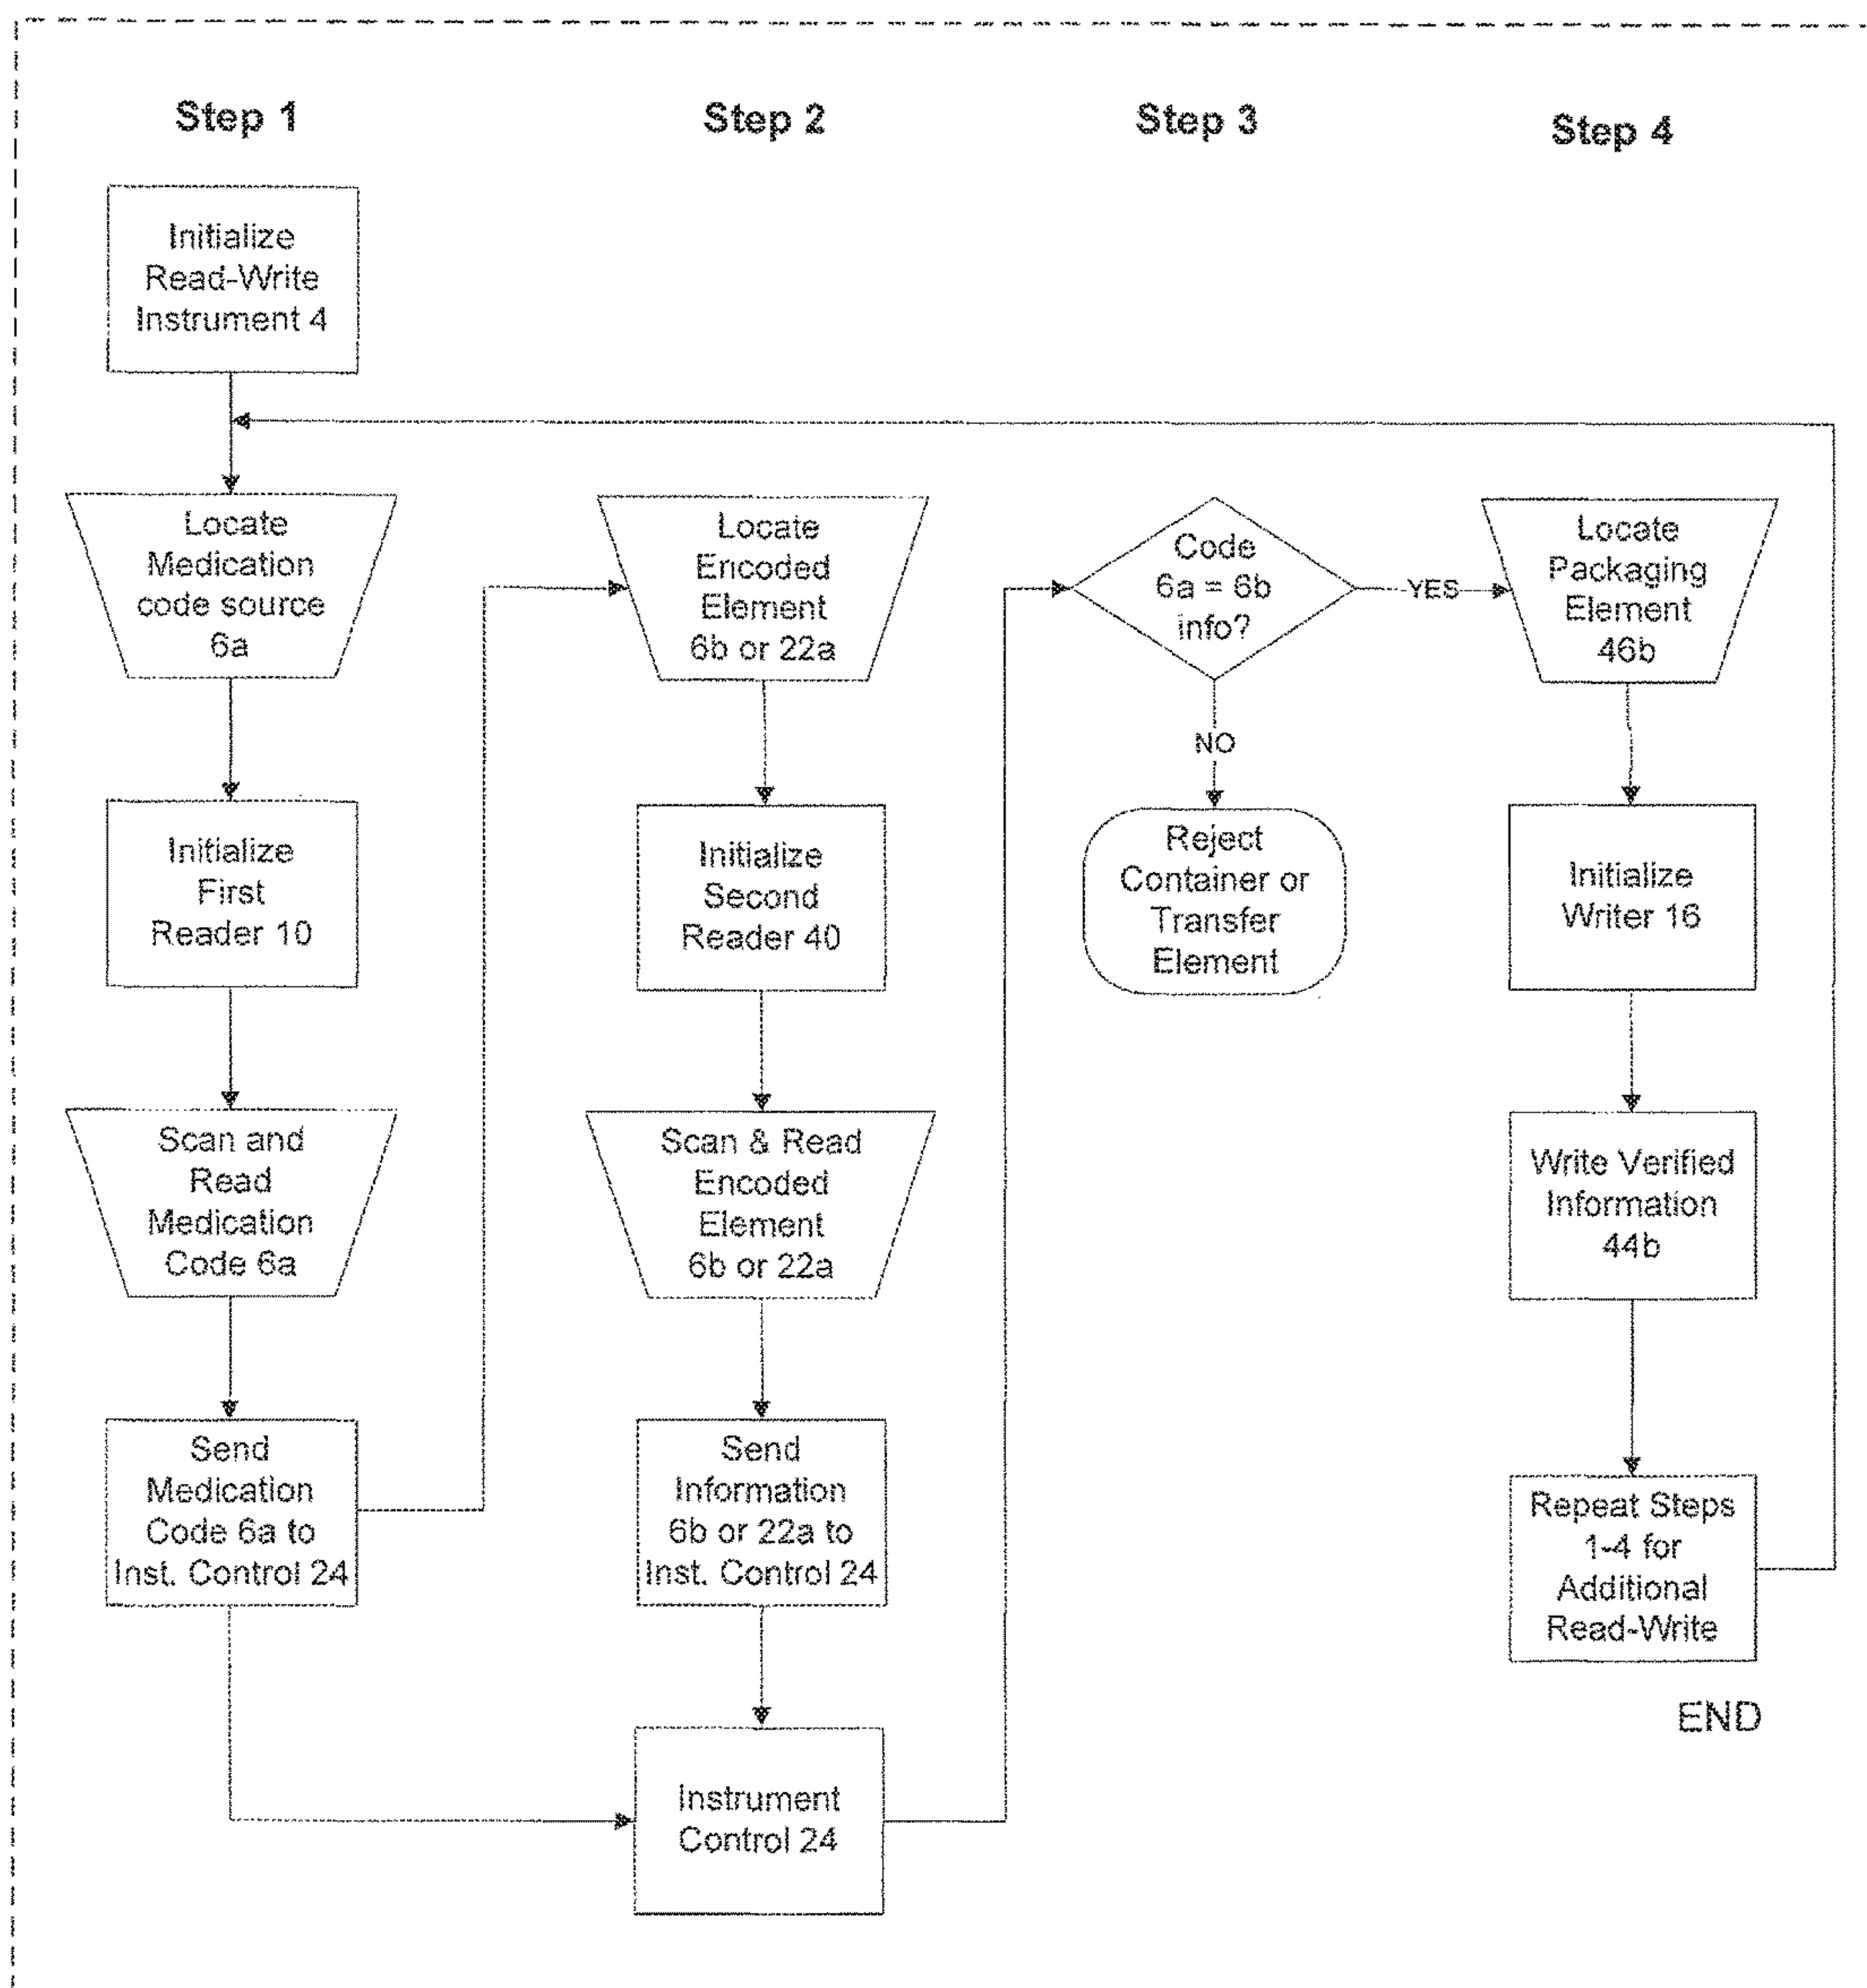 Step 1
Step 2
Step 3
Step 4
Initialize
Read-Write
Instrument 4
Locate
Medication
code source
6a
Initialize
First
Reader 10
Scan and
Read
Medication
Code 6a
Send
Medication
Code 6a to
Inst. Control 24
Locate
Encoded
Element
6b or 22a
Initialize
Second
Reader 40
Scan & Read
Encoded
Element
6b or 22a
Send
Information
6b or 22a to
Inst. Control 24
Instrument
Control 24
Code
6a = 6b
info?
YES
NO
Reject
Container or
Transfer
Element
Locate
Packaging
Element
46b
Initialize
Writer 16
Write Verified
Information
44b
Repeat Steps
1-4 for
Additional
Read-Write
END